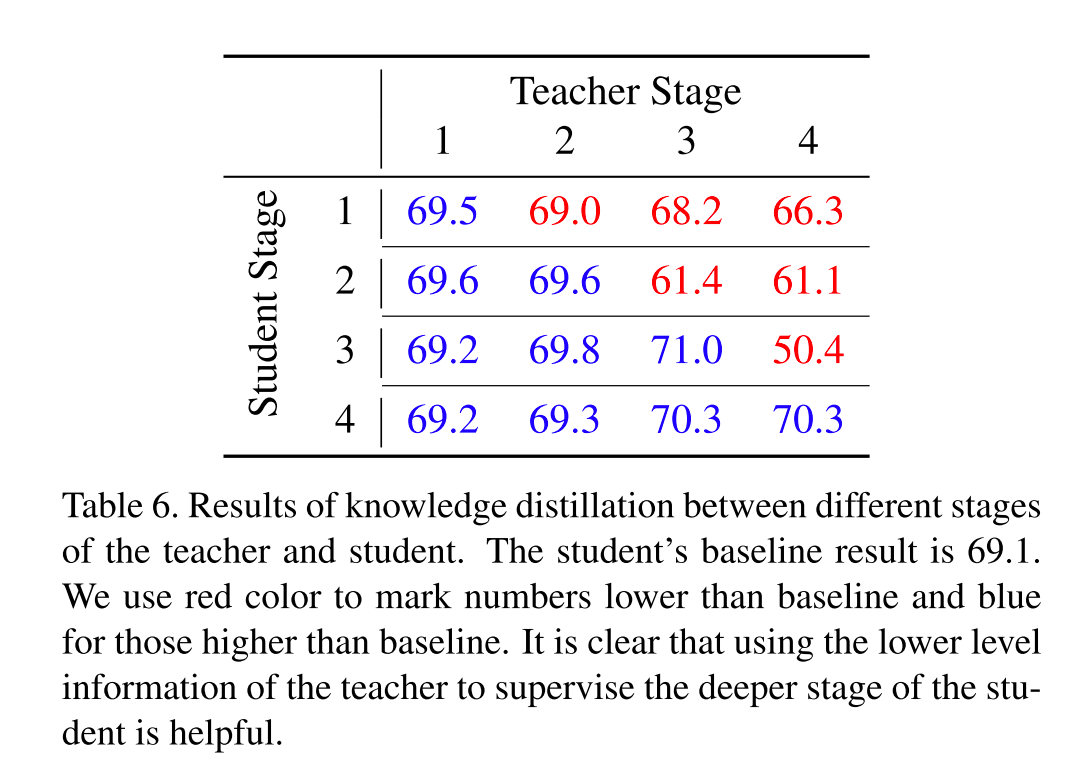 Teacher Stage
1 2 3 4
Student Stage
1 69.5 69.0 68.2 66.3
2 69.6 69.6 61.4 61.1
3 69.2 69.8 71.0 50.4
4 69.2 69.3 70.3 70.3
Table 6. Results of knowledge distillation between different stages
of the teacher and student. The student's baseline result is 69.1.
We use red color to mark numbers lower than baseline and blue
for those higher than baseline. It is clear that using the lower level
information of the teacher to supervise the deeper stage of the stu-
dent is helpful.